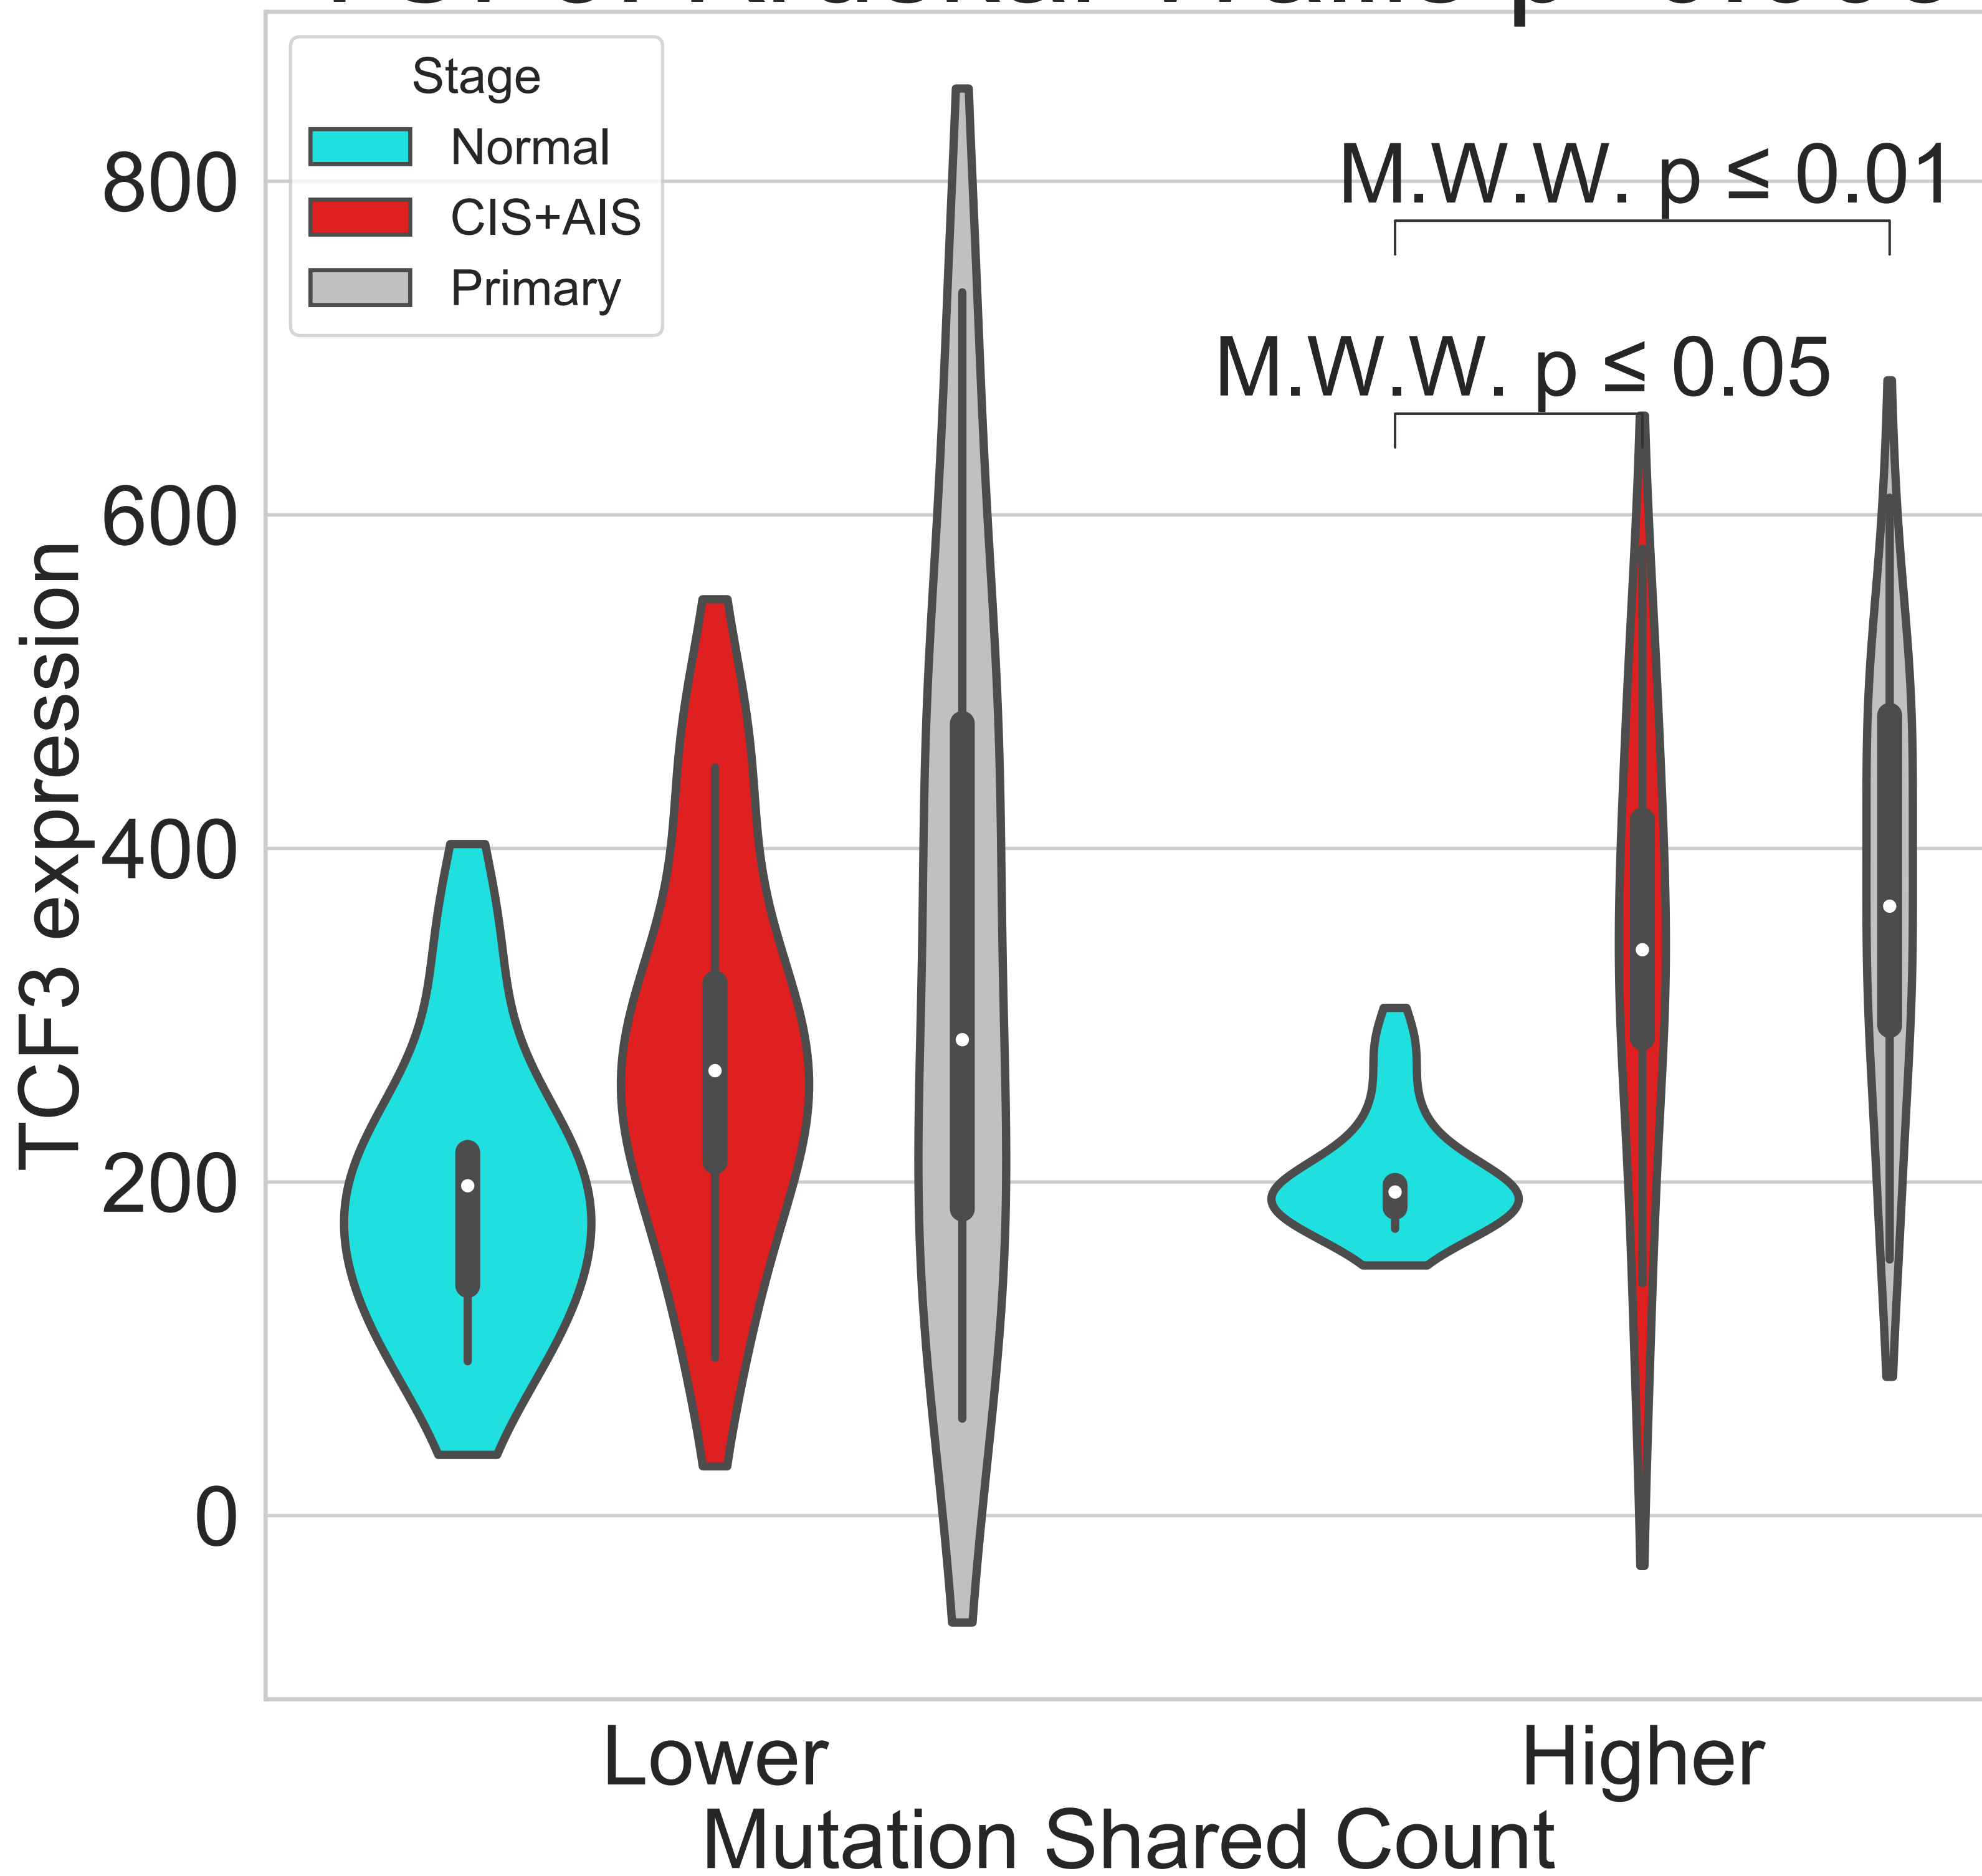 Stage
Normal
CIS+AIS
Primary
M.W.W. p ≤ 0.01
M.W.W. p ≤ 0.05
800
600
400
200
0
TCF3 expression
Lower
Higher
Mutation Shared Count